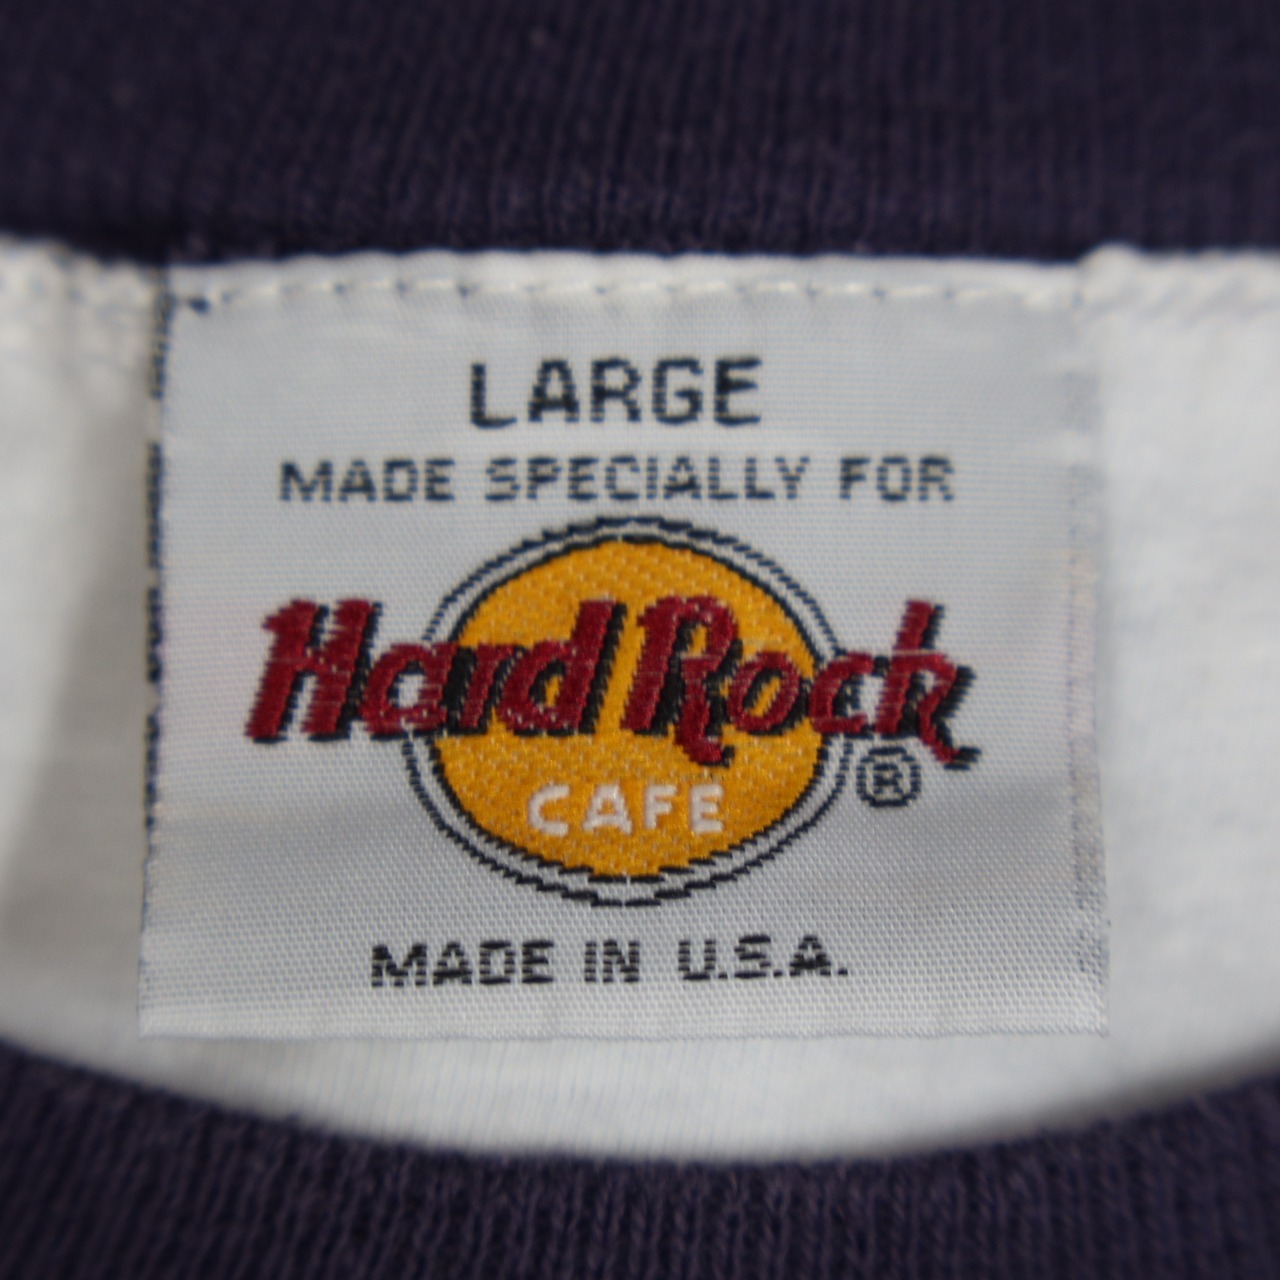 LARGE
MADE SPECIALLY FOR
Hard Rock
®
CAFE
MADE IN U.S.A.